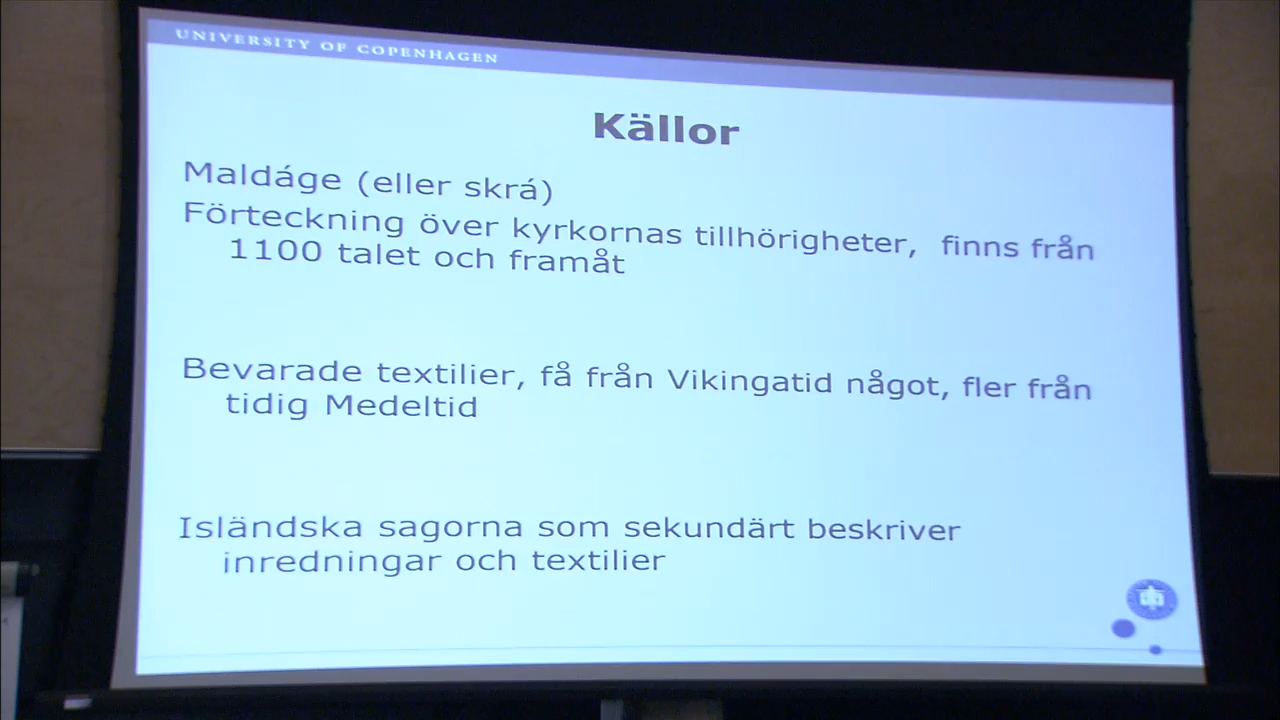 UNIVERSITY OF COPENHAGEN
Källor
Maldáge (eller skrá)
Förteckning över kyrkornas tillhörigheter, finns från
1100 talet och framåt
Bevarade textilier, få från Vikingatid något, fler från
tidig Medeltid
Isländska sagorna som sekundärt beskriver
inredningar och textilier